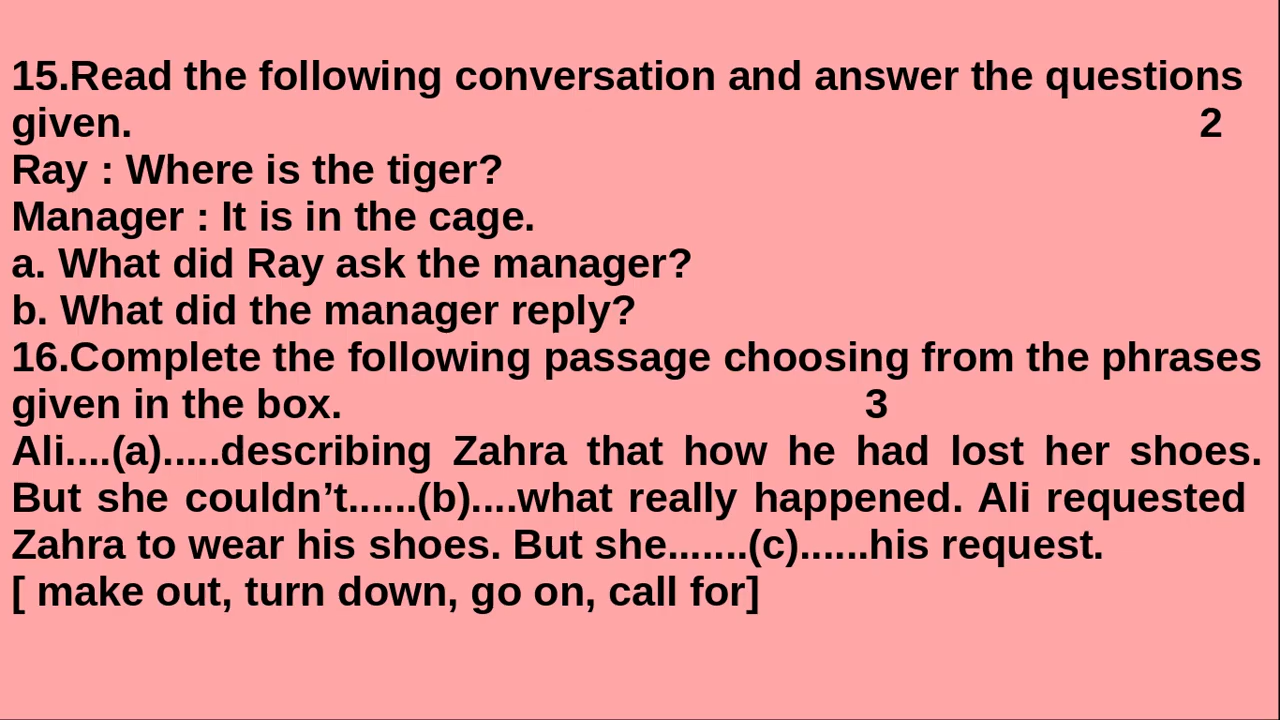 15.Read the following conversation and answer the questions
given. 2
Ray : Where is the tiger?
Manager : It is in the cage.
a. What did Ray ask the manager?
b. What did the manager reply?
16.Complete the following passage choosing from the phrases
given in the box. 3
Ali....(a).....describing Zahra that how he had lost her shoes.
But she couldn’t......(b)....what really happened. Ali requested
Zahra to wear his shoes. But she.......(c)......his request.
[ make out, turn down, go on, call for]